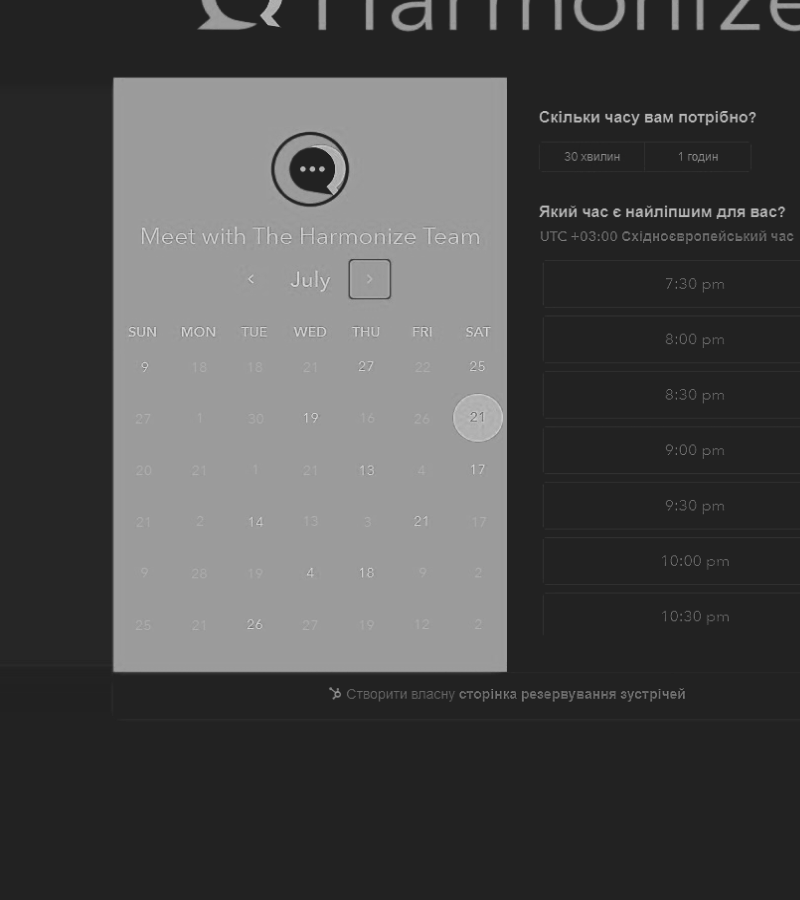 Harmonize
Meet with The Harmonize Team
July
SUN MON TUE WED THU FRI SAT
9 18 18 21 27 22 25
27 1 30 19 16 26 21
20 21 1 21 13 4 17
21 2 14 13 3 21 17
9 28 19 4 18 9 2
25 21 26 27 19 12 2
Скільки часу вам потрібно?
30 хвилин 1 годин
Який час є найліпшим для вас?
UTC +03:00 Східноєвропейський час
7:30 pm
8:00 pm
8:30 pm
9:00 pm
9:30 pm
10:00 pm
10:30 pm
Створити власну сторінка резервування зустрічей